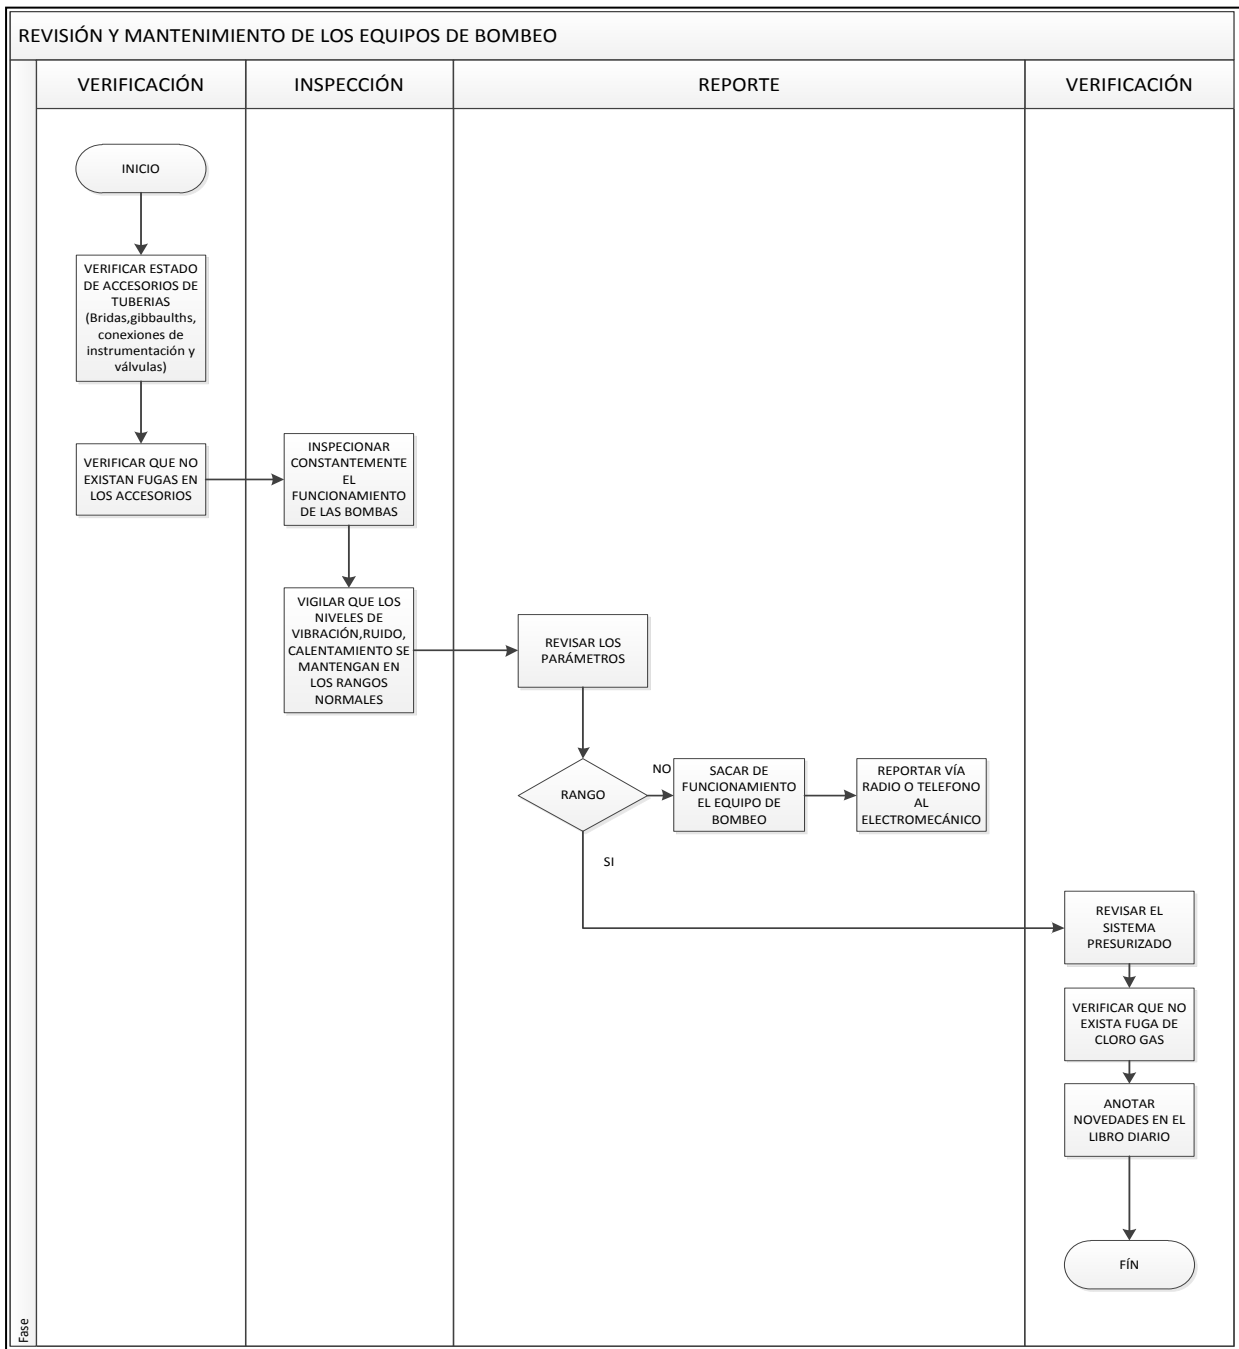 REVISIÓN Y MANTENIMIENTO DE LOS EQUIPOS DE BOMBEO
VERIFICACIÓN
INSPECCIÓN
REPORTE
VERIFICACIÓN
INICIO
VERIFICAR ESTADO
DE ACCESORIOS DE
TUBERIAS
(Bridas,gibbaulths,
conexiones de
instrumentación y
válvulas)
VERIFICAR QUE NO
EXISTAN FUGAS EN
LOS ACCESORIOS
INSPECIONAR
CONSTANTEMENTE
EL
FUNCIONAMIENTO
DE LAS BOMBAS
VIGILAR QUE LOS
NIVELES DE
VIBRACIÓN,RUIDO,
CALENTAMIENTO SE
MANTENGAN EN
LOS RANGOS
NORMALES
REVISAR LOS
PARÁMETROS
RANGO
NO
SACAR DE
FUNCIONAMIENTO
EL EQUIPO DE
BOMBEO
REPORTAR VÍA
RADIO O TELEFONO
AL
ELECTROMECÁNICO
SI
REVISAR EL
SISTEMA
PRESURIZADO
VERIFICAR QUE NO
EXISTA FUGA DE
CLORO GAS
ANOTAR
NOVEDADES EN EL
LIBRO DIARIO
FÍN
Fase